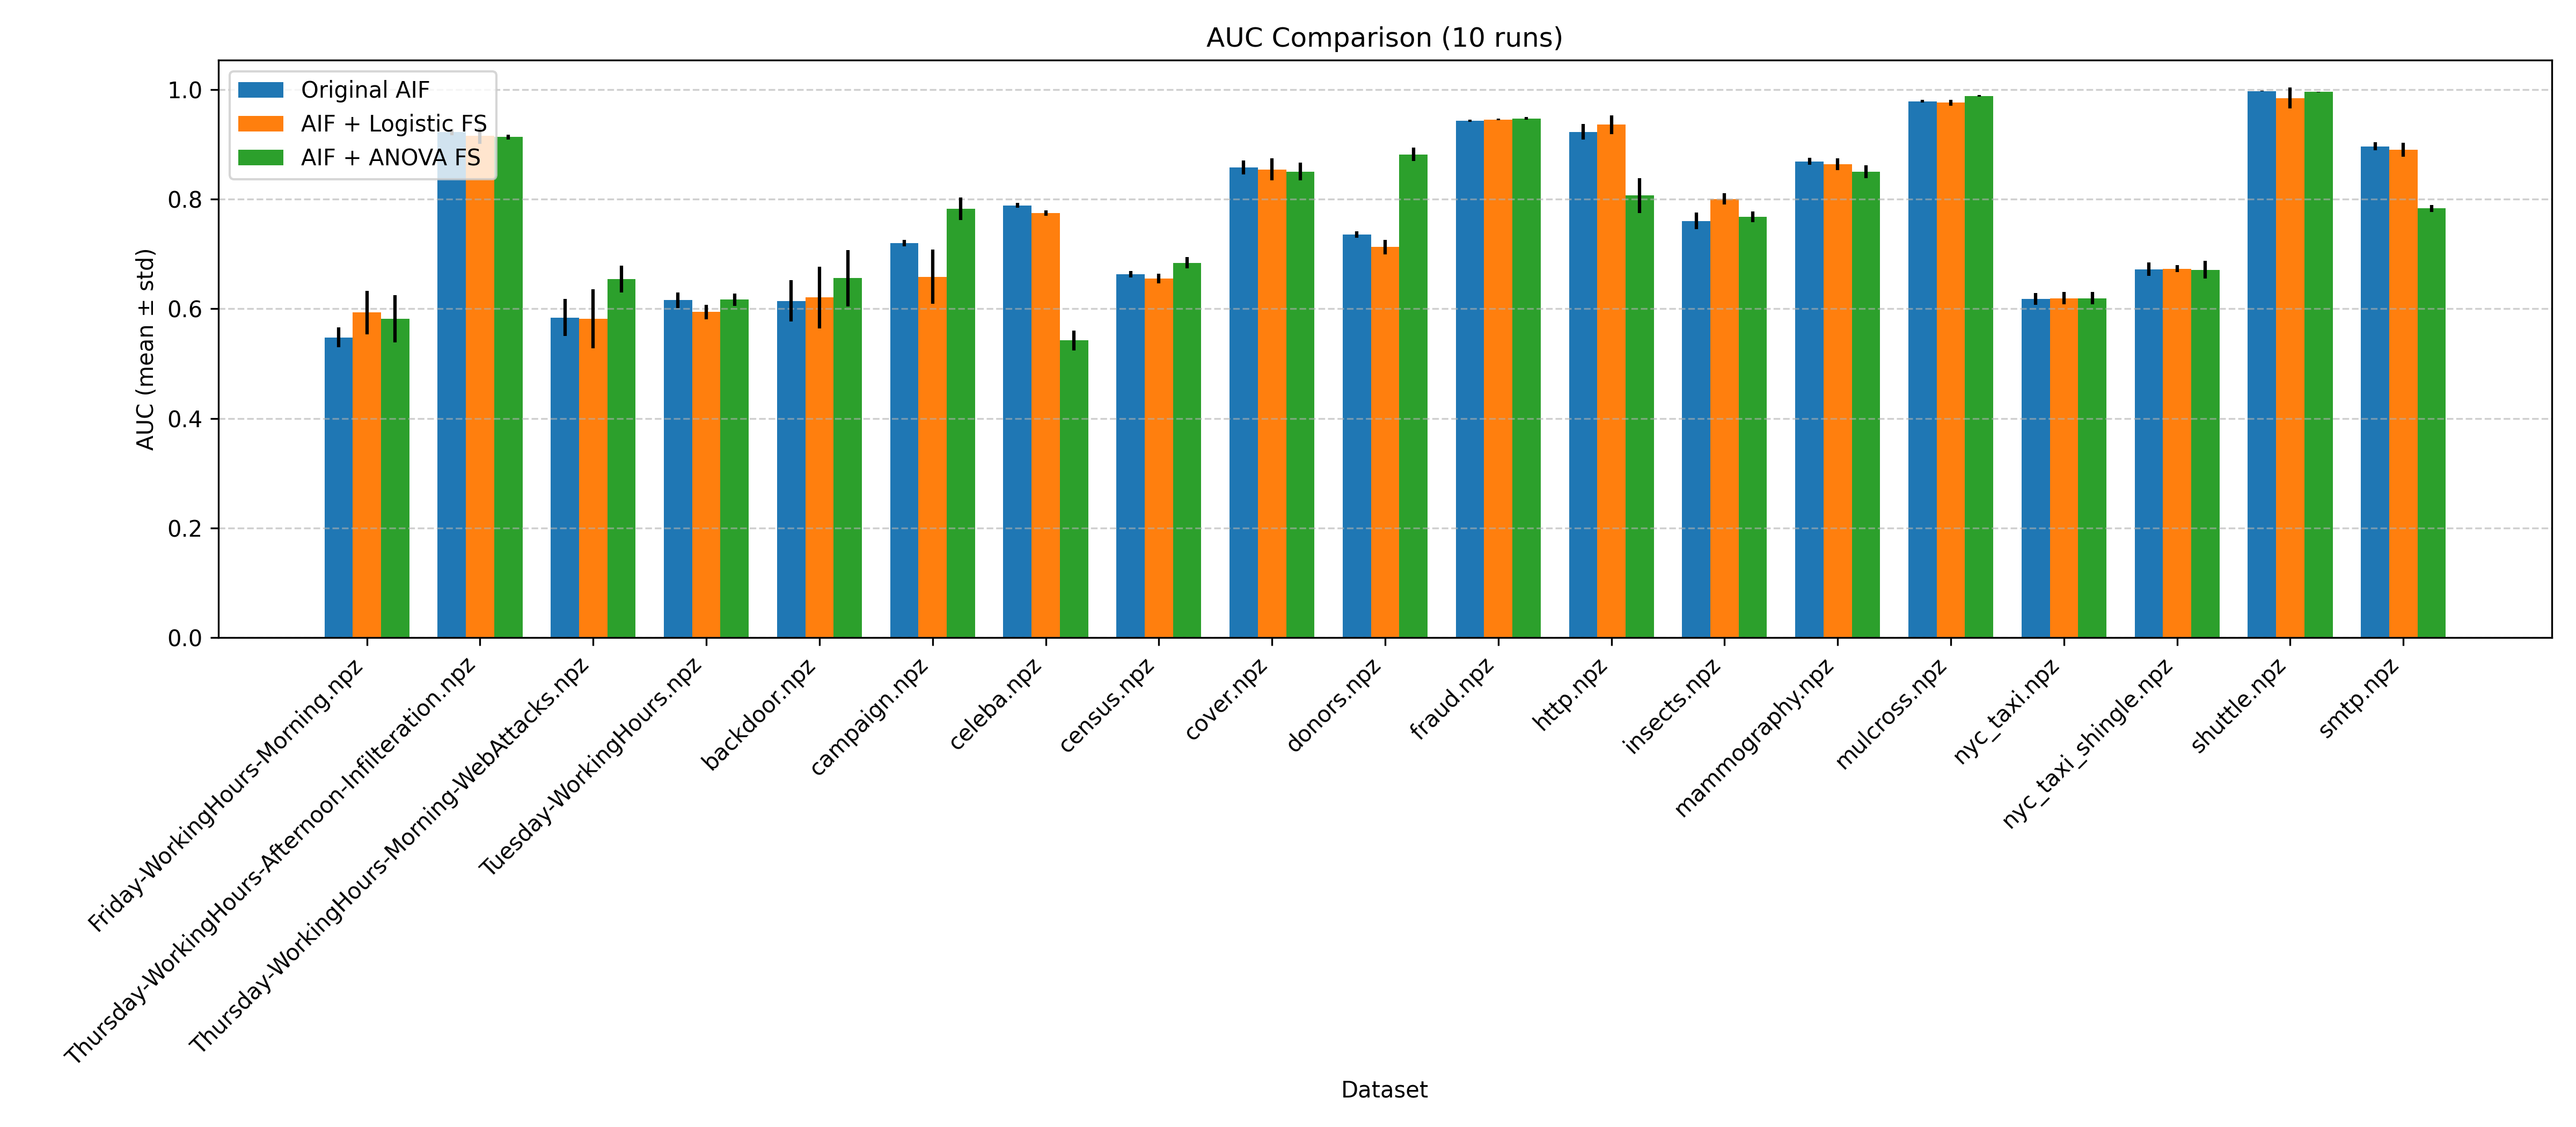 AUC Comparison (10 runs)
Original AIF
AIF + Logistic FS
AIF + ANOVA FS
AUC (mean ± std)
1.0
0.8
0.6
0.4
0.2
0.0
Friday-WorkingHours-Morning.npz
Thursday-WorkingHours-Afternoon-Infilteration.npz
Thursday-WorkingHours-Morning-WebAttacks.npz
Tuesday-WorkingHours.npz
backdoor.npz
campaign.npz
celeba.npz
census.npz
cover.npz
donors.npz
fraud.npz
http.npz
insects.npz
mammography.npz
mulcross.npz
nyc_taxi.npz
nyc_taxi_shingle.npz
shuttle.npz
smtp.npz
Dataset